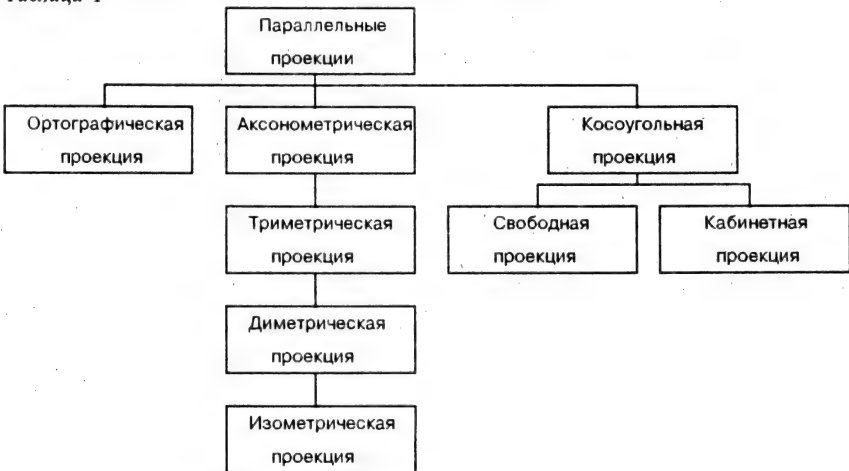 Параллельные
проекции
Ортографическая
проекция
Аксонометрическая
проекция
Косоугольная
проекция
Триметрическая
проекция
Свободная
проекция
Кабинетная
проекция
Диметрическая
проекция
Изометрическая
проекция